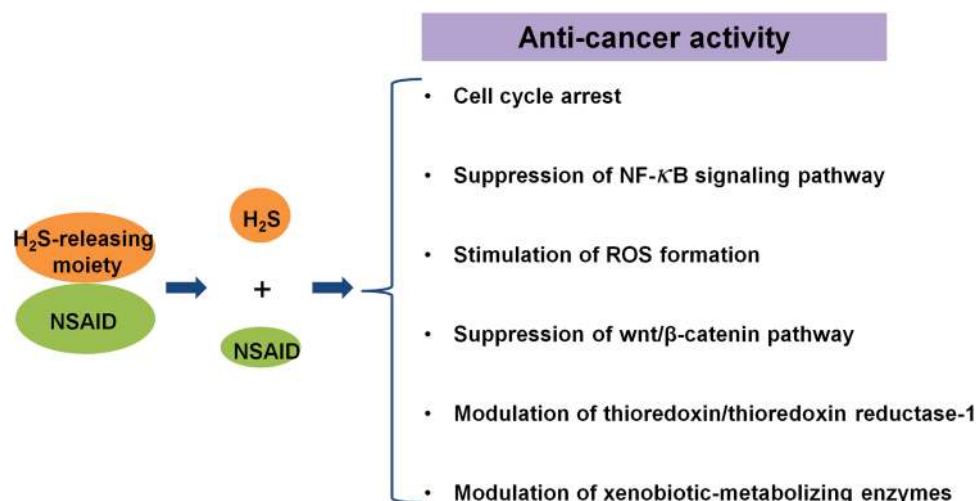 Anti-cancer activity
• Cell cycle arrest
• Suppression of NF-κB signaling pathway
• Stimulation of ROS formation
• Suppression of wnt/β-catenin pathway
• Modulation of thioredoxin/thioredoxin reductase-1
• Modulation of xenobiotic-metabolizing enzymes
H₂S-releasing
moiety
NSAID
H₂S
+
NSAID